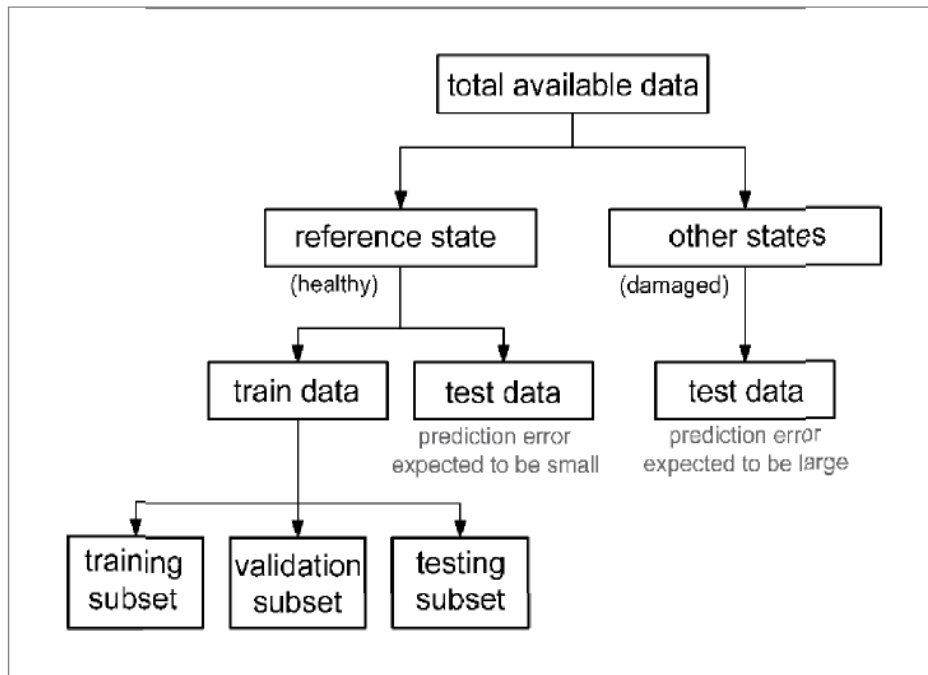 total available data
reference state
other states
(healthy)
(damaged)
train data
test data
test data
prediction error
expected to be small
prediction error
expected to be large
training
subset
validation
subset
testing
subset